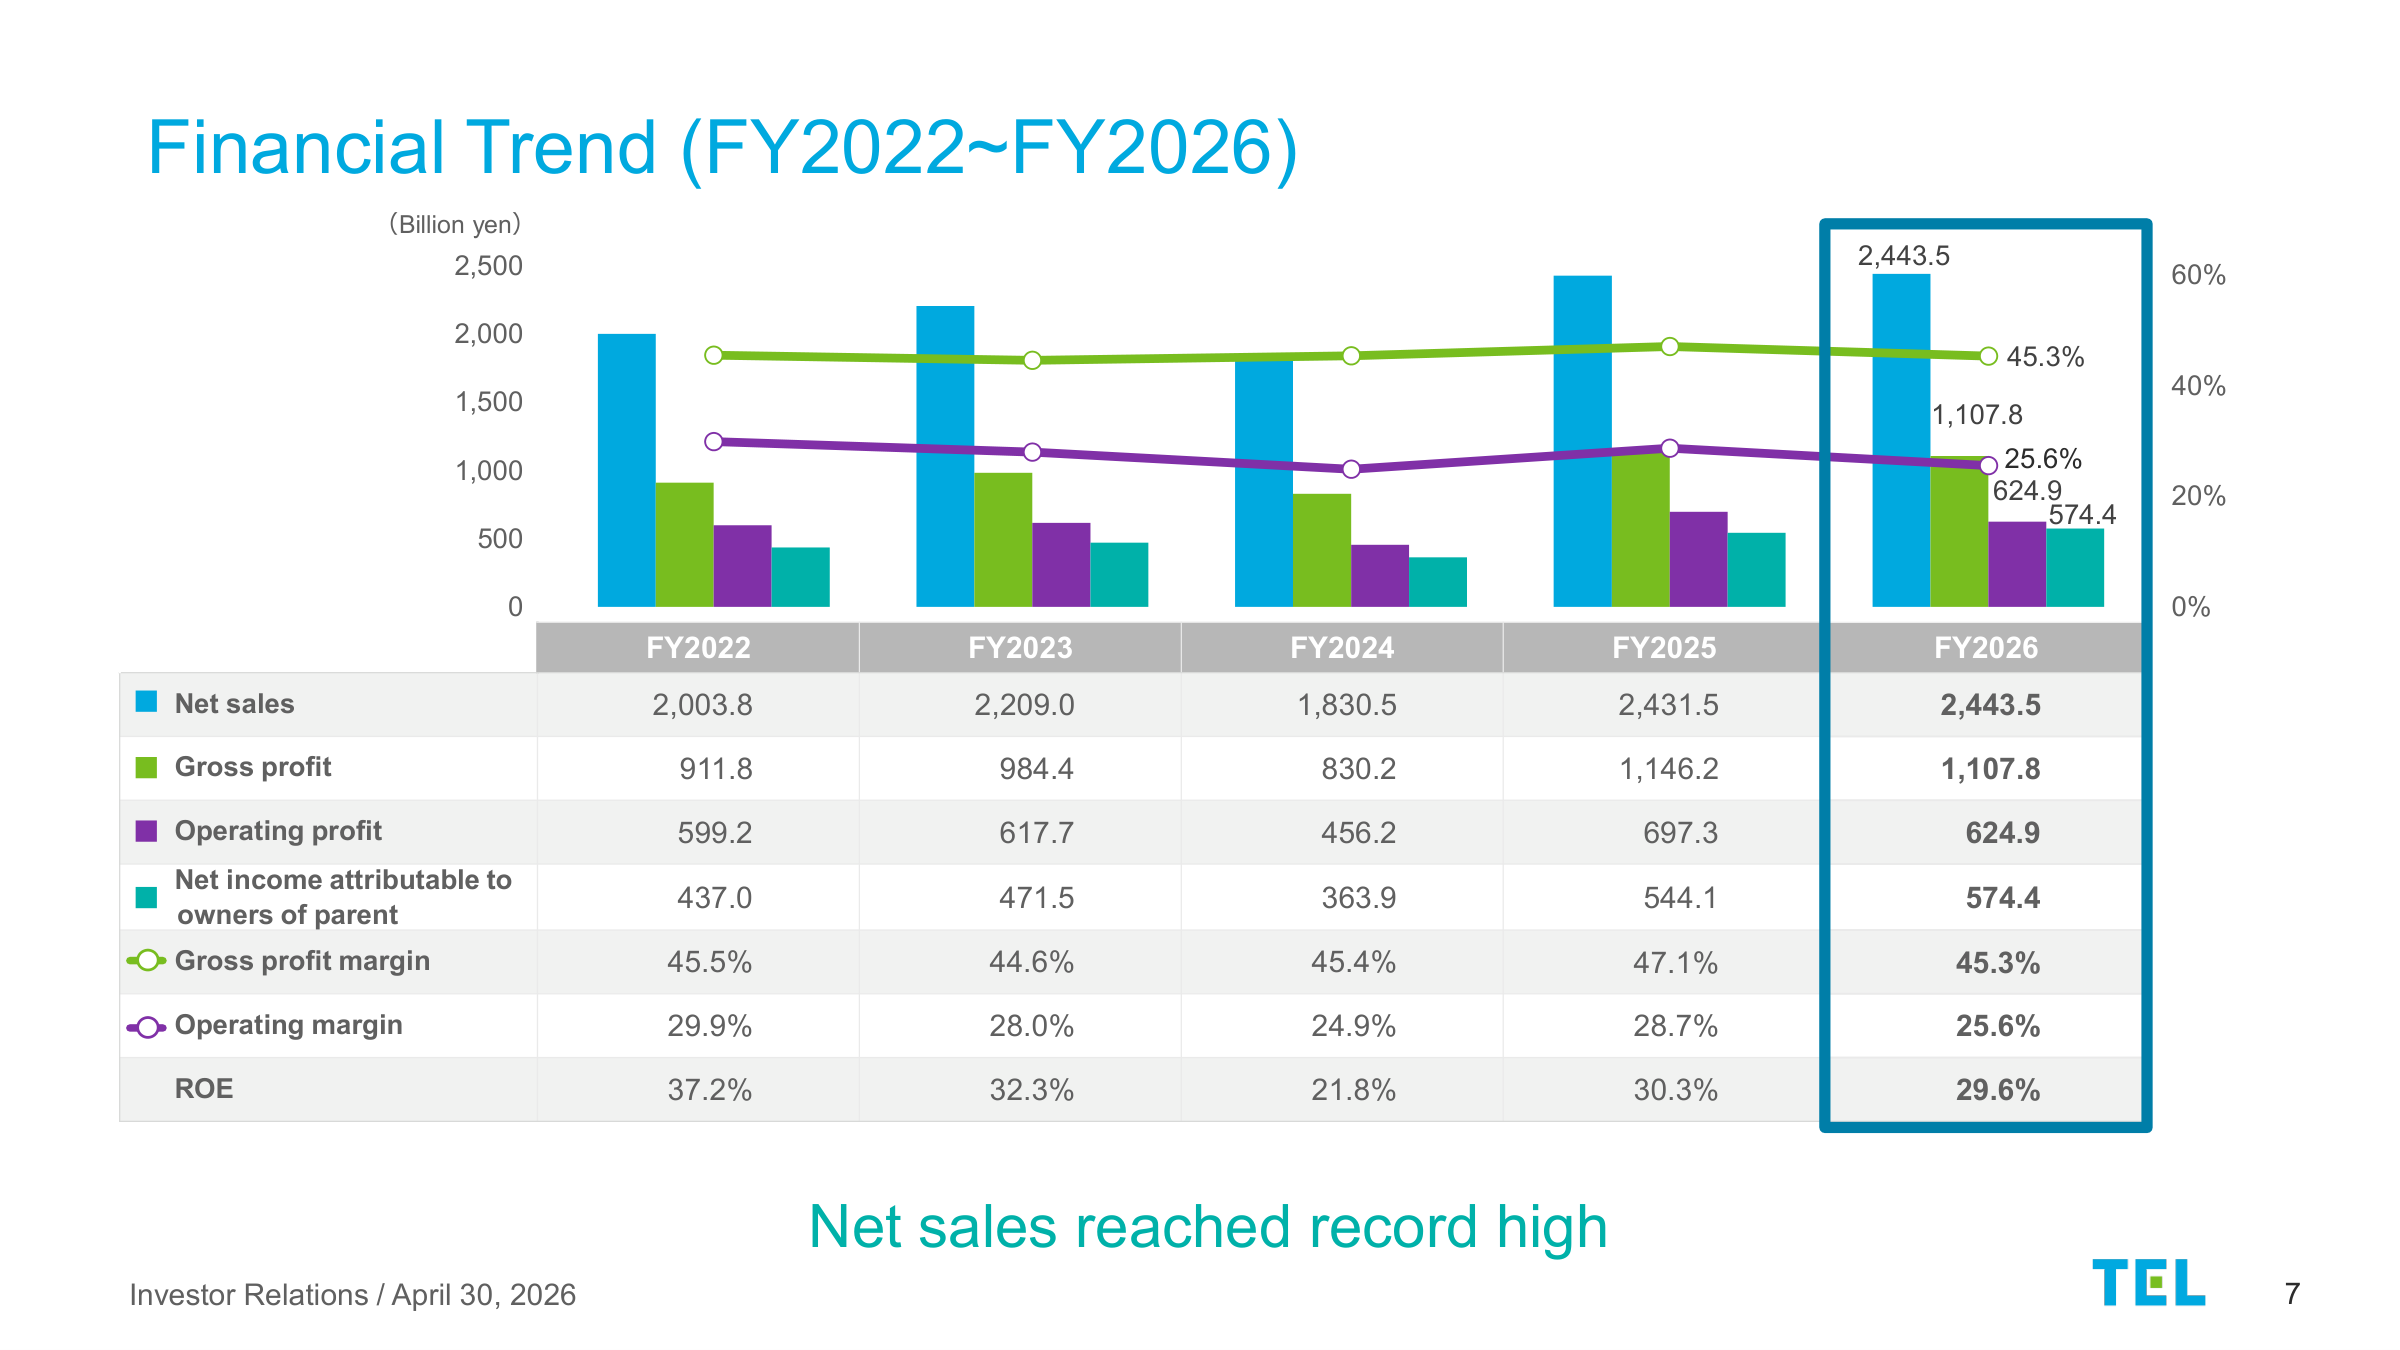 Financial Trend (FY2022~FY2026)
（Billion yen）
2,500
2,000
1,500
1,000
500
0
2,443.5
45.3%
1,107.8
25.6%
624.9
574.4
60%
40%
20%
0%
FY2022 FY2023 FY2024 FY2025 FY2026
Net sales 2,003.8 2,209.0 1,830.5 2,431.5 2,443.5
Gross profit 911.8 984.4 830.2 1,146.2 1,107.8
Operating profit 599.2 617.7 456.2 697.3 624.9
Net income attributable to
owners of parent 437.0 471.5 363.9 544.1 574.4
Gross profit margin 45.5% 44.6% 45.4% 47.1% 45.3%
Operating margin 29.9% 28.0% 24.9% 28.7% 25.6%
ROE 37.2% 32.3% 21.8% 30.3% 29.6%
Net sales reached record high
Investor Relations / April 30, 2026
TEL
7